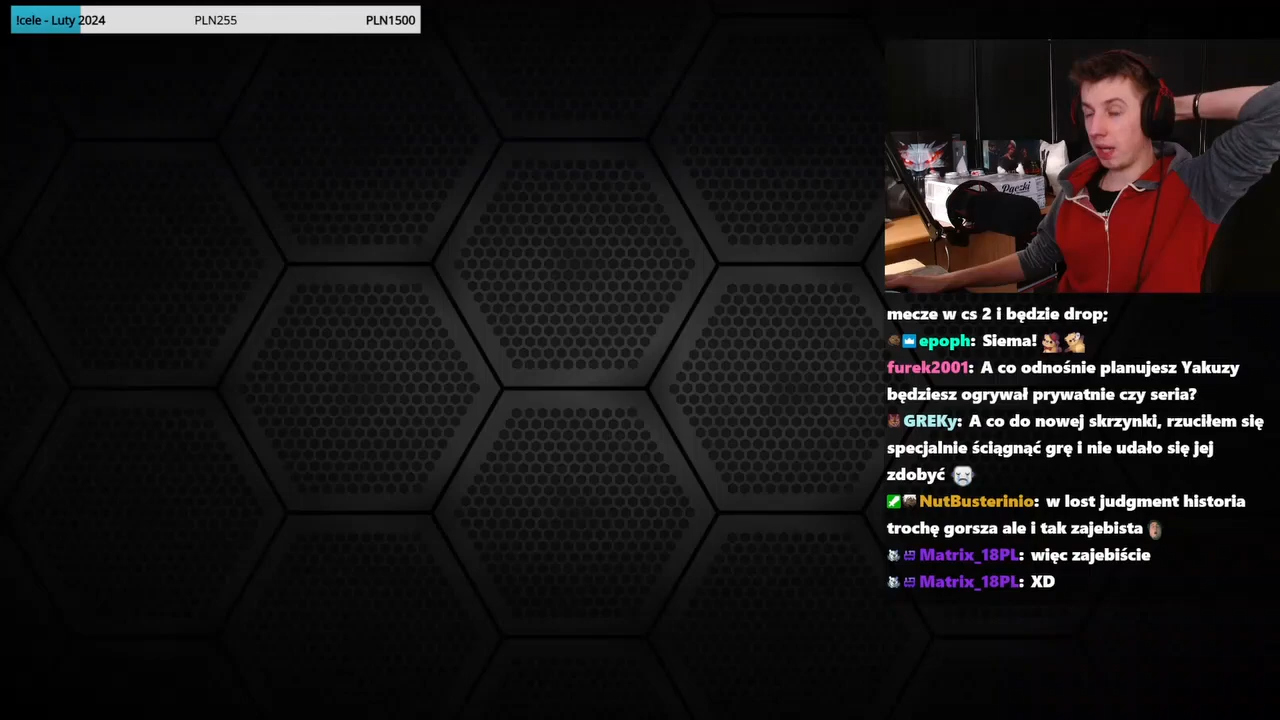 !cele - Luty 2024 PLN255 PLN1500
Pączki
mecze w cs 2 i będzie drop;
epoph: Siema!
furek2001: A co odnośnie planujesz Yakuzy
będziesz ogrywał prywatnie czy seria?
GREKy: A co do nowej skrzynki, rzuciłem się
specjalnie ściągnąć grę i nie udało się jej
zdobyć
NutBusterinio: w lost judgment historia
trochę gorsza ale i tak zajebista
Matrix_18PL: więc zajebiście
Matrix_18PL: XD